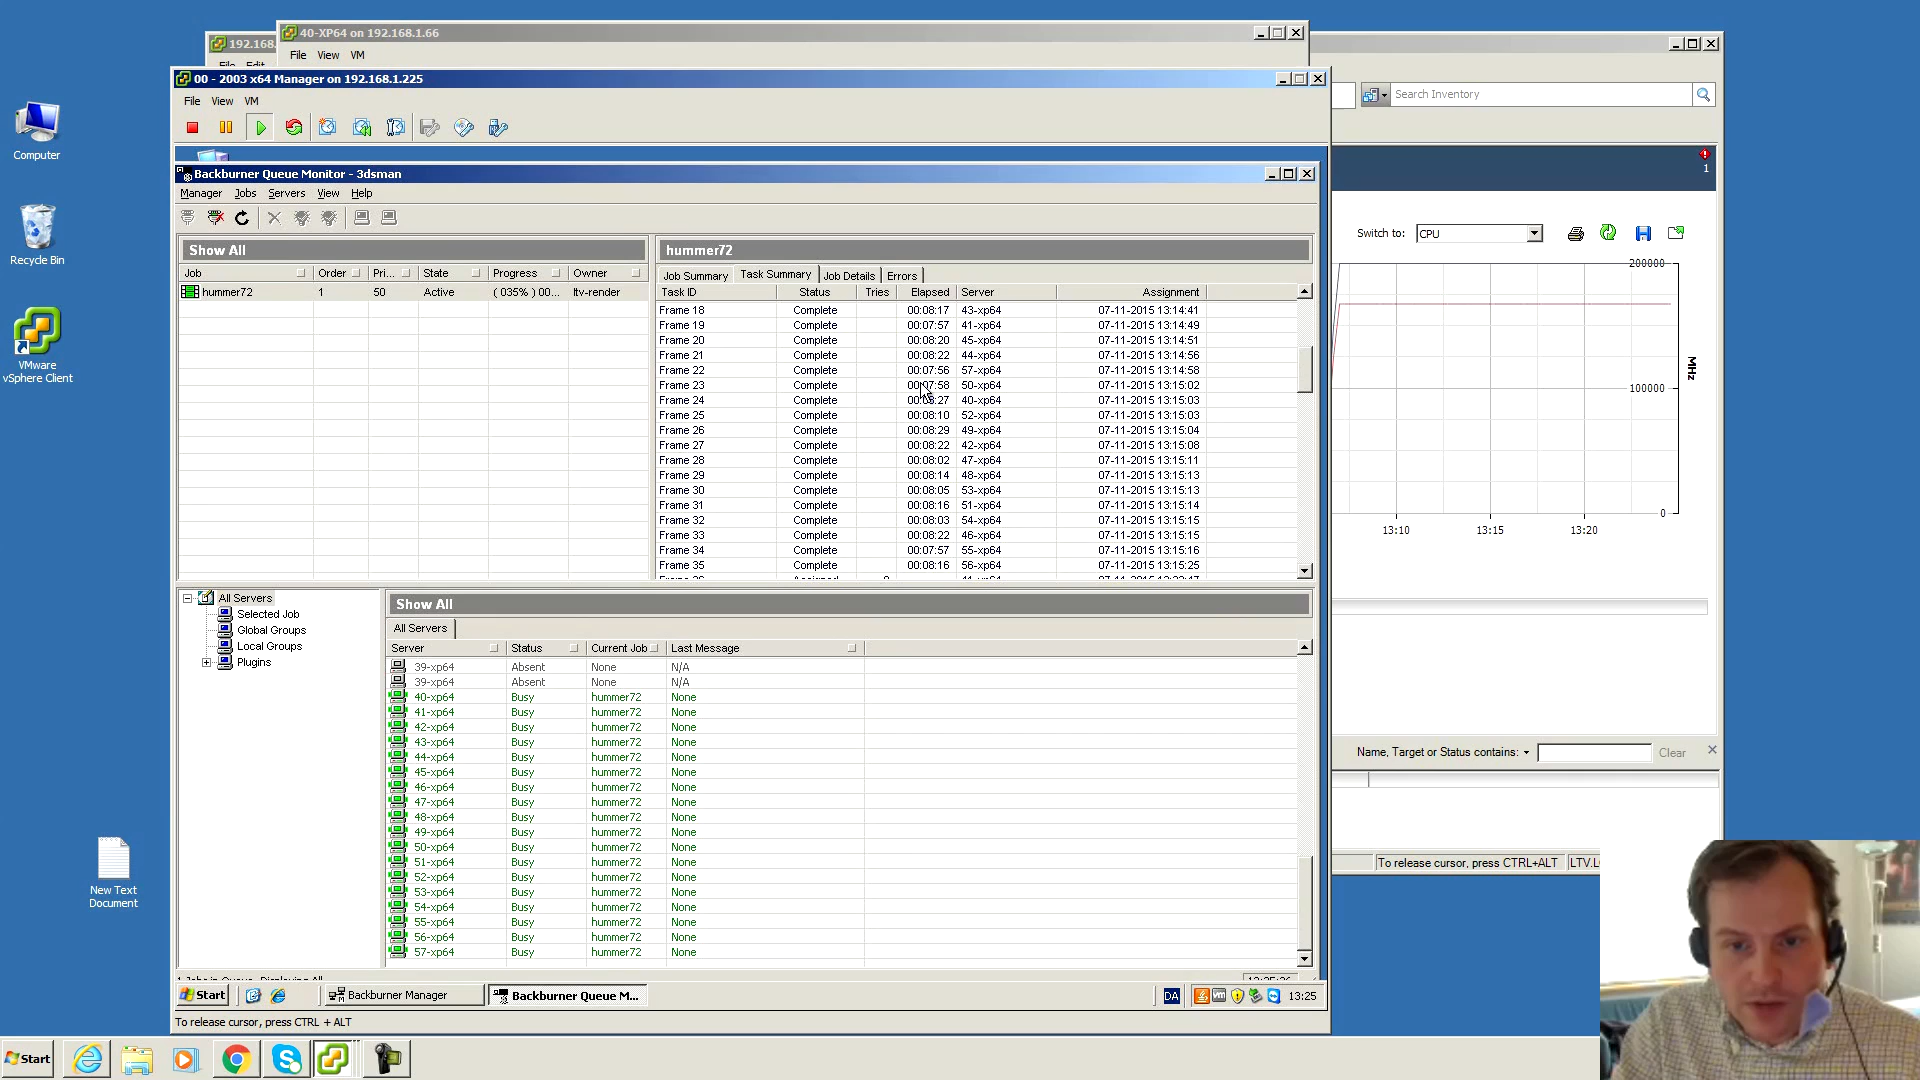 40-XP64 on 192.168.1.66
192.168.
File View VM
File Edit
00 - 2003 x64 Manager on 192.168.1.225
File View VM
Search Inventory
Computer
Recycle Bin
VMware
vSphere Client
New Text
Document
Backburner Queue Monitor - 3dsman
Manager Jobs Servers View Help
1
Switch to: CPU
Show All
Job Order Pri... State Progress Owner
hummer72 1 50 Active ( 035% ) 00... ltv-render
hummer72
Job Summary Task Summary Job Details Errors
Task ID Status Tries Elapsed Server Assignment
Frame 18 Complete 00:08:17 43-xp64 07-11-2015 13:14:41
Frame 19 Complete 00:07:57 41-xp64 07-11-2015 13:14:49
Frame 20 Complete 00:08:20 45-xp64 07-11-2015 13:14:51
Frame 21 Complete 00:08:22 44-xp64 07-11-2015 13:14:56
Frame 22 Complete 00:07:56 57-xp64 07-11-2015 13:14:58
Frame 23 Complete 00:07:58 50-xp64 07-11-2015 13:15:02
Frame 24 Complete 00:08:27 40-xp64 07-11-2015 13:15:03
Frame 25 Complete 00:08:10 52-xp64 07-11-2015 13:15:03
Frame 26 Complete 00:08:29 49-xp64 07-11-2015 13:15:04
Frame 27 Complete 00:08:22 42-xp64 07-11-2015 13:15:08
Frame 28 Complete 00:08:02 47-xp64 07-11-2015 13:15:11
Frame 29 Complete 00:08:14 48-xp64 07-11-2015 13:15:13
Frame 30 Complete 00:08:05 53-xp64 07-11-2015 13:15:13
Frame 31 Complete 00:08:16 51-xp64 07-11-2015 13:15:14
Frame 32 Complete 00:08:03 54-xp64 07-11-2015 13:15:15
Frame 33 Complete 00:08:22 46-xp64 07-11-2015 13:15:15
Frame 34 Complete 00:07:57 55-xp64 07-11-2015 13:15:16
Frame 35 Complete 00:08:16 56-xp64 07-11-2015 13:15:25
200000
100000
0
MHz
13:10 13:15 13:20
All Servers
Selected Job
Global Groups
Local Groups
Plugins
Show All
All Servers
Server Status Current Job Last Message
39-xp64 Absent None N/A
39-xp64 Absent None N/A
40-xp64 Busy hummer72 None
41-xp64 Busy hummer72 None
42-xp64 Busy hummer72 None
43-xp64 Busy hummer72 None
44-xp64 Busy hummer72 None
45-xp64 Busy hummer72 None
46-xp64 Busy hummer72 None
47-xp64 Busy hummer72 None
48-xp64 Busy hummer72 None
49-xp64 Busy hummer72 None
50-xp64 Busy hummer72 None
51-xp64 Busy hummer72 None
52-xp64 Busy hummer72 None
53-xp64 Busy hummer72 None
54-xp64 Busy hummer72 None
55-xp64 Busy hummer72 None
56-xp64 Busy hummer72 None
57-xp64 Busy hummer72 None
Name, Target or Status contains: Clear
To release cursor, press CTRL+ALT
Start Backburner Manager Backburner Queue M... DA 13:25
To release cursor, press CTRL + ALT
Start